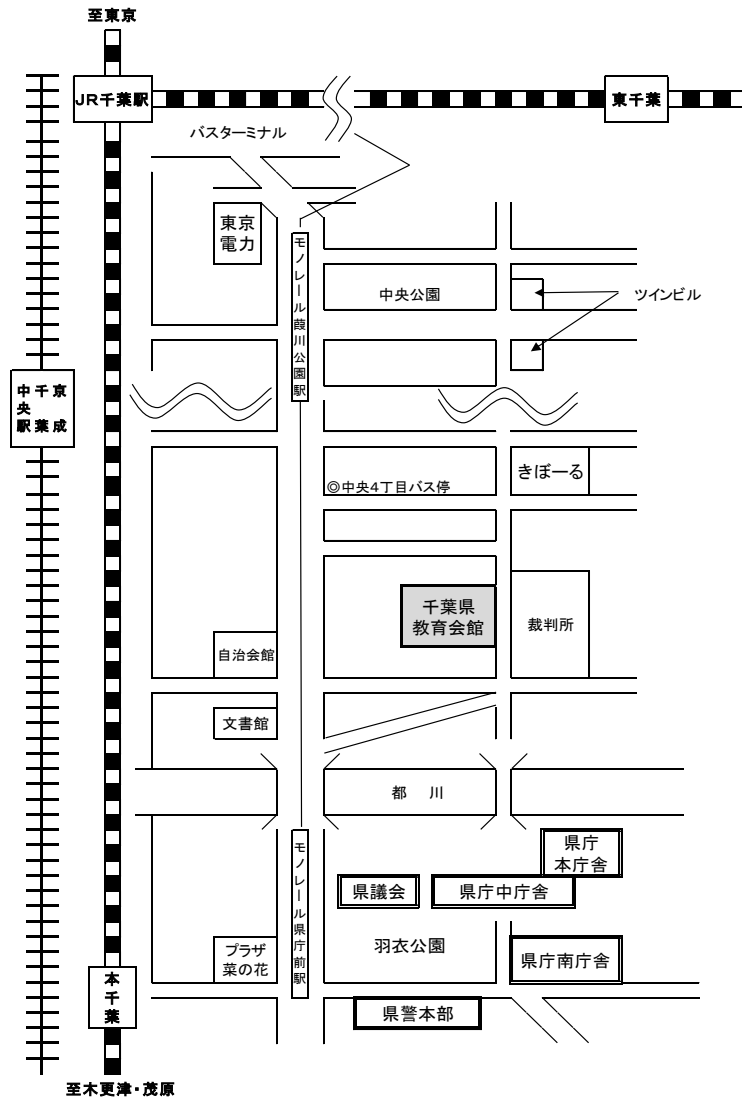 至東京
JR千葉駅
東千葉
バスターミナル
東京
電力
モノレール葭川公園駅
中央公園
ツインビル
京成
千葉
中央駅
きぼーる
◎中央4丁目バス停
千葉県
教育会館
裁判所
自治会館
文書館
都 川
モノレール県庁前駅
県庁
本庁舎
県議会
県庁中庁舎
プラザ
菜の花
羽衣公園
県庁南庁舎
本千葉
県警本部
至木更津・茂原